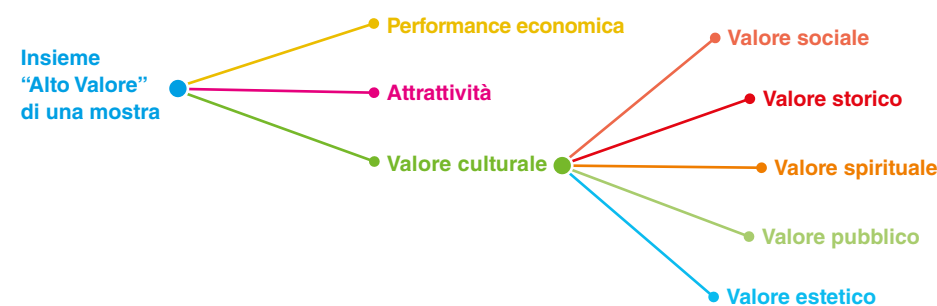 Insieme
“Alto Valore”
di una mostra
Performance economica
Attrattività
Valore culturale
Valore sociale
Valore storico
Valore spirituale
Valore pubblico
Valore estetico